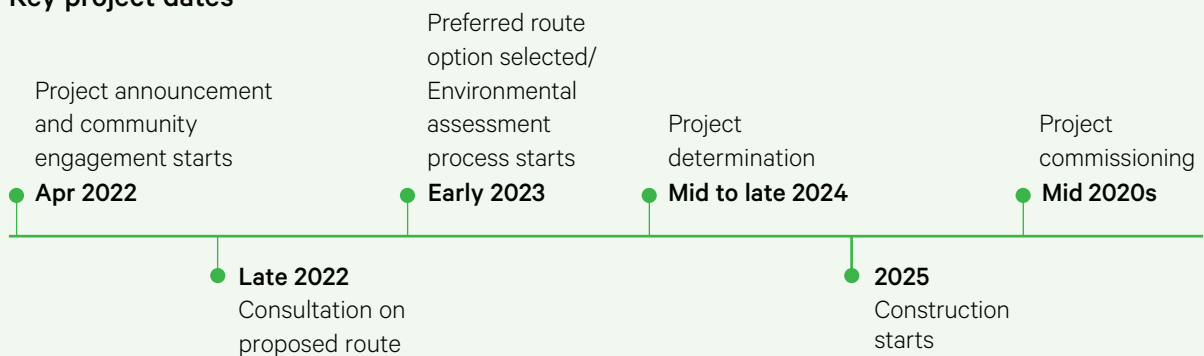 Key project dates
Project announcement
and community
engagement starts
Apr 2022
Late 2022
Consultation on
proposed route
Preferred route
option selected/
Environmental
assessment
process starts
Early 2023
Project
determination
Mid to late 2024
2025
Construction
starts
Project
commissioning
Mid 2020s